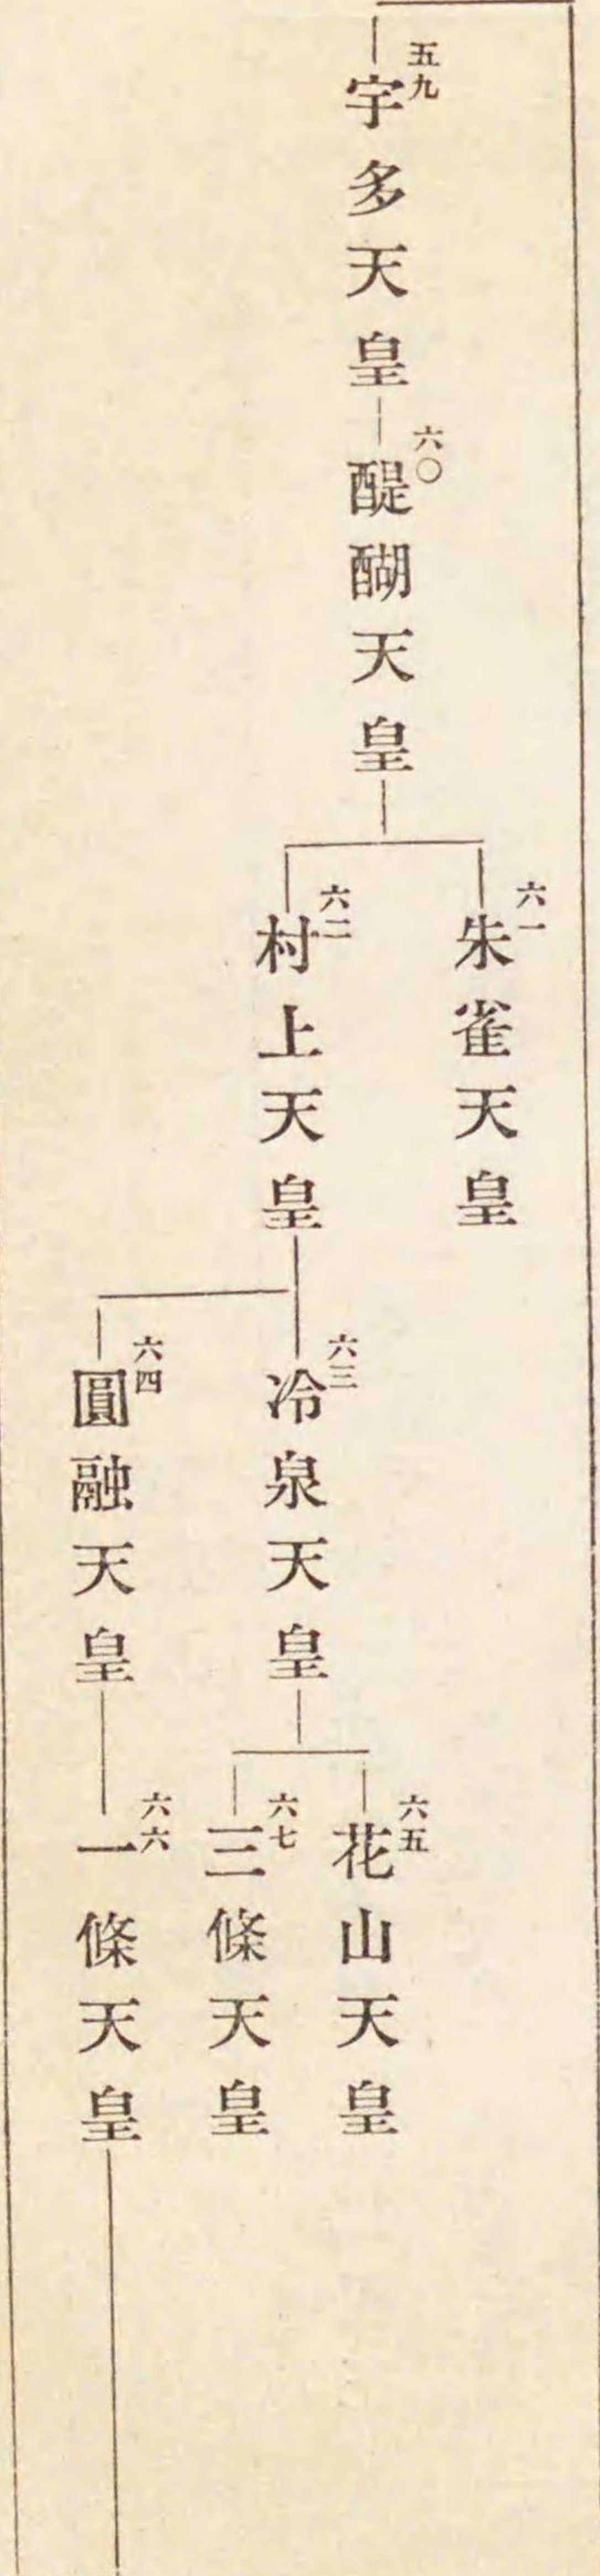 五九
宇多天皇
六〇
醍醐天皇
六一
朱雀天皇
六二
村上天皇
六三
冷泉天皇
六四
圓融天皇
六五
花山天皇
六七
三條天皇
六六
一條天皇